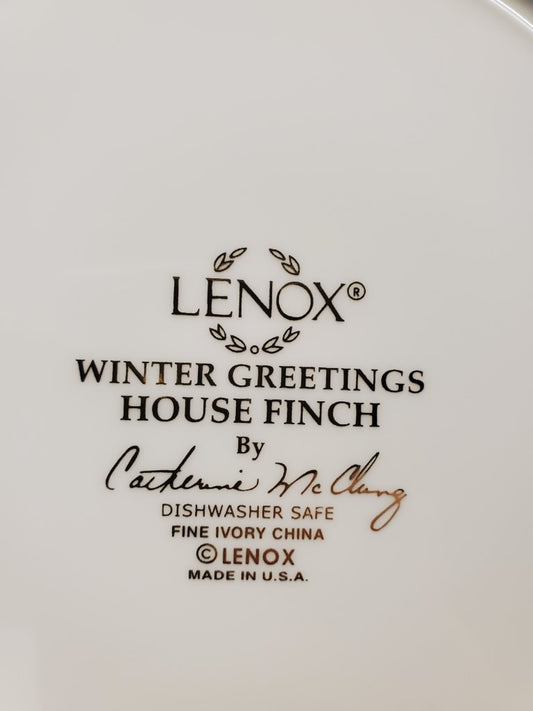 LENOX®
WINTER GREETINGS
HOUSE FINCH
By
Catherine McClung
DISHWASHER SAFE
FINE IVORY CHINA
©LENOX
MADE IN U.S.A.